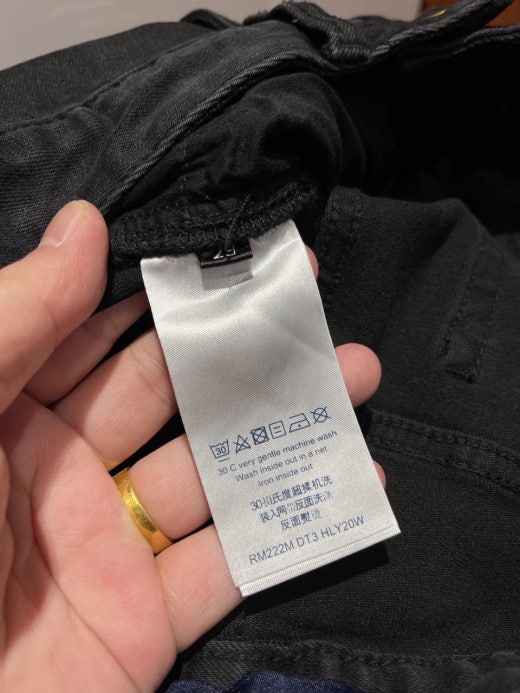 30
30 C very gentle machine wash
Wash inside out in a net
Iron inside out
30摄氏度超柔机洗
装入网袋反面洗涤
反面熨烫
RM222M DT3 HLY20W